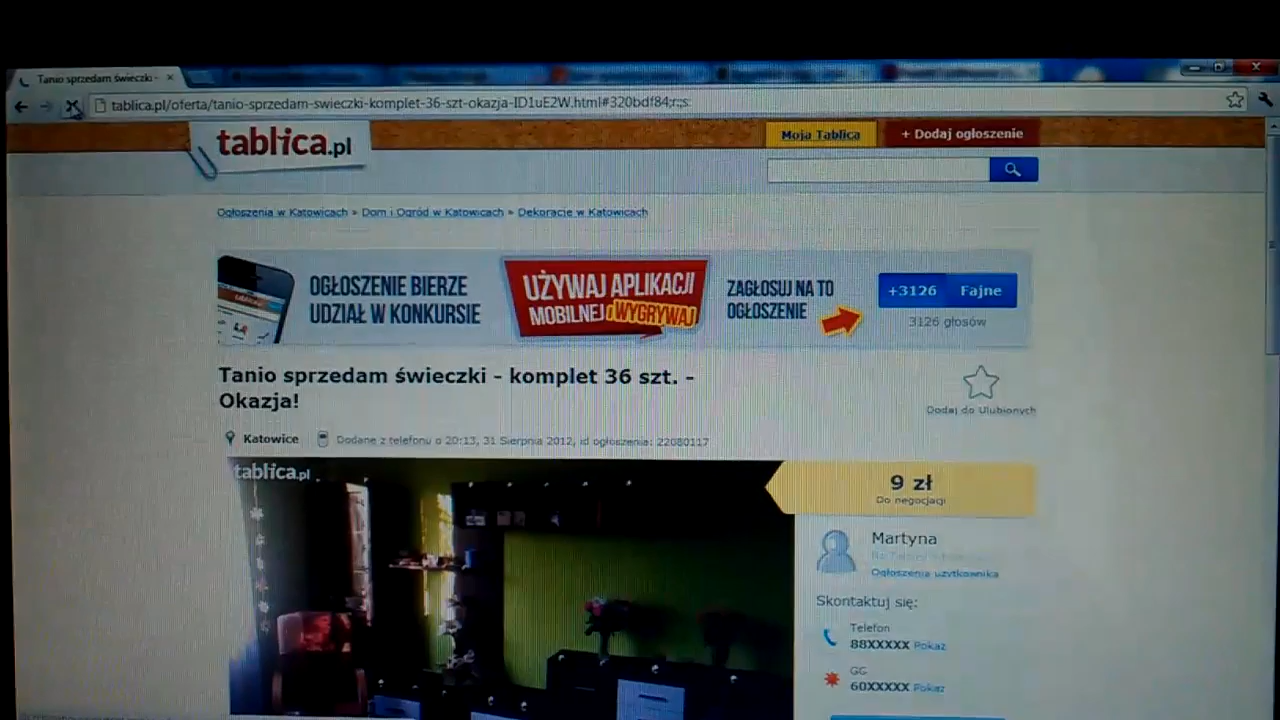 Tanio sprzedam świeczki -
tablica.pl/oferta/tanio-sprzedam-swieczki-komplet-36-szt-okazja-ID1uE2W.html#320bdf84;r:;s:
tablica.pl
Moja Tablica
+ Dodaj ogłoszenie
Ogłoszenia w Katowicach » Dom i Ogród w Katowicach » Dekoracje w Katowicach
OGŁOSZENIE BIERZE
UDZIAŁ W KONKURSIE
UŻYWAJ APLIKACJI
MOBILNEJ i WYGRYWAJ
ZAGŁOSUJ NA TO
OGŁOSZENIE
+3126 Fajne
3126 głosów
Tanio sprzedam świeczki - komplet 36 szt. -
Okazja!
Dodaj do Ulubionych
Katowice
Dodane z telefonu o 20:13, 31 Sierpnia 2012, id ogłoszenia: 22080117
tablica.pl
9 zł
Do negocjacji
Martyna
Ogłoszenia użytkownika
Skontaktuj się:
Telefon
88XXXXX Pokaż
GG
60XXXXX Pokaż